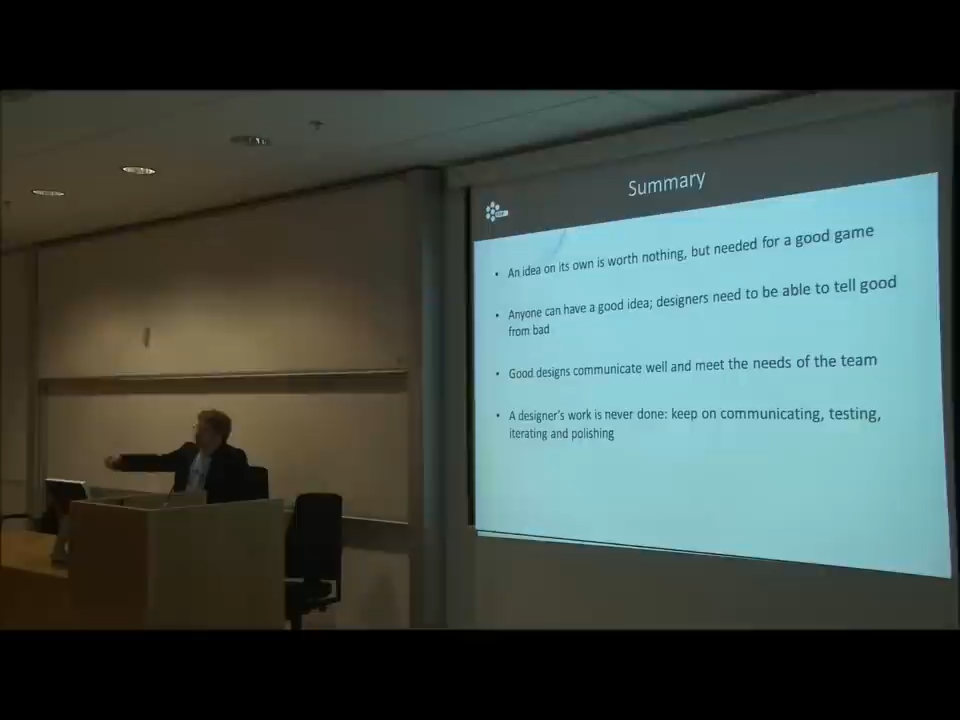 Summary
• An idea on its own is worth nothing, but needed for a good game
• Anyone can have a good idea; designers need to be able to tell good
from bad
• Good designs communicate well and meet the needs of the team
• A designer's work is never done: keep on communicating, testing,
iterating and polishing